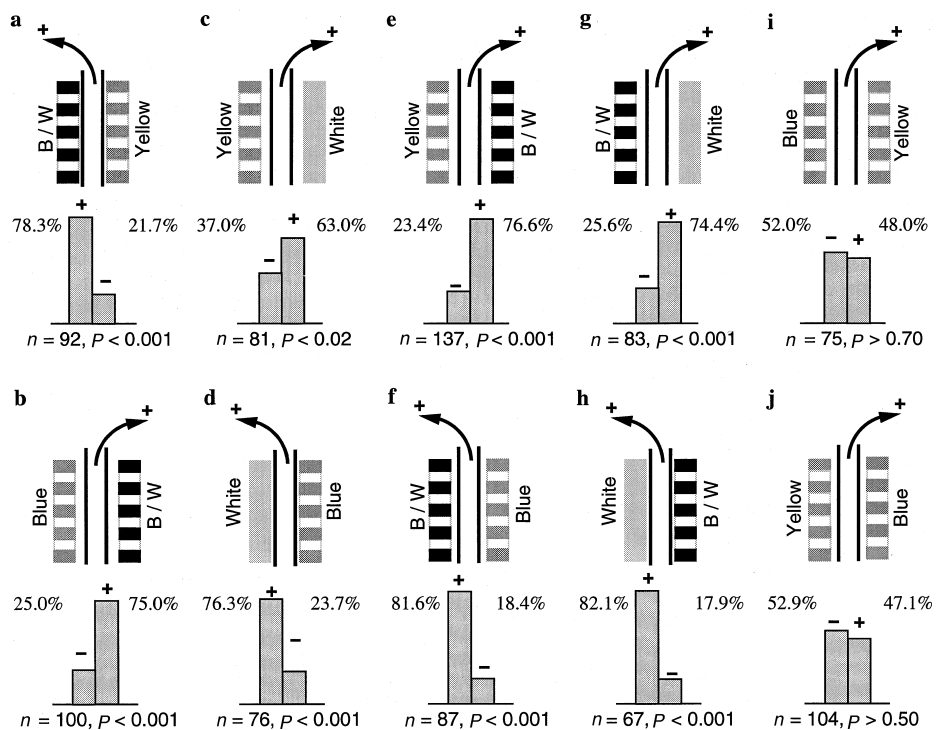 a
+
B / W
Yellow
78.3%
+
21.7%
–
n = 92, P < 0.001
c
+
Yellow
White
37.0%
–
+
63.0%
n = 81, P < 0.02
e
+
Yellow
B / W
23.4%
–
+
76.6%
n = 137, P < 0.001
g
+
B / W
White
25.6%
–
+
74.4%
n = 83, P < 0.001
i
+
Blue
Yellow
52.0%
–
+
48.0%
n = 75, P > 0.70
b
+
Blue
B / W
25.0%
–
+
75.0%
n = 100, P < 0.001
d
+
White
Blue
76.3%
+
–
23.7%
n = 76, P < 0.001
f
+
B / W
Blue
81.6%
+
–
18.4%
n = 87, P < 0.001
h
+
White
B / W
82.1%
+
–
17.9%
n = 67, P < 0.001
j
+
Yellow
Blue
52.9%
–
+
47.1%
n = 104, P > 0.50